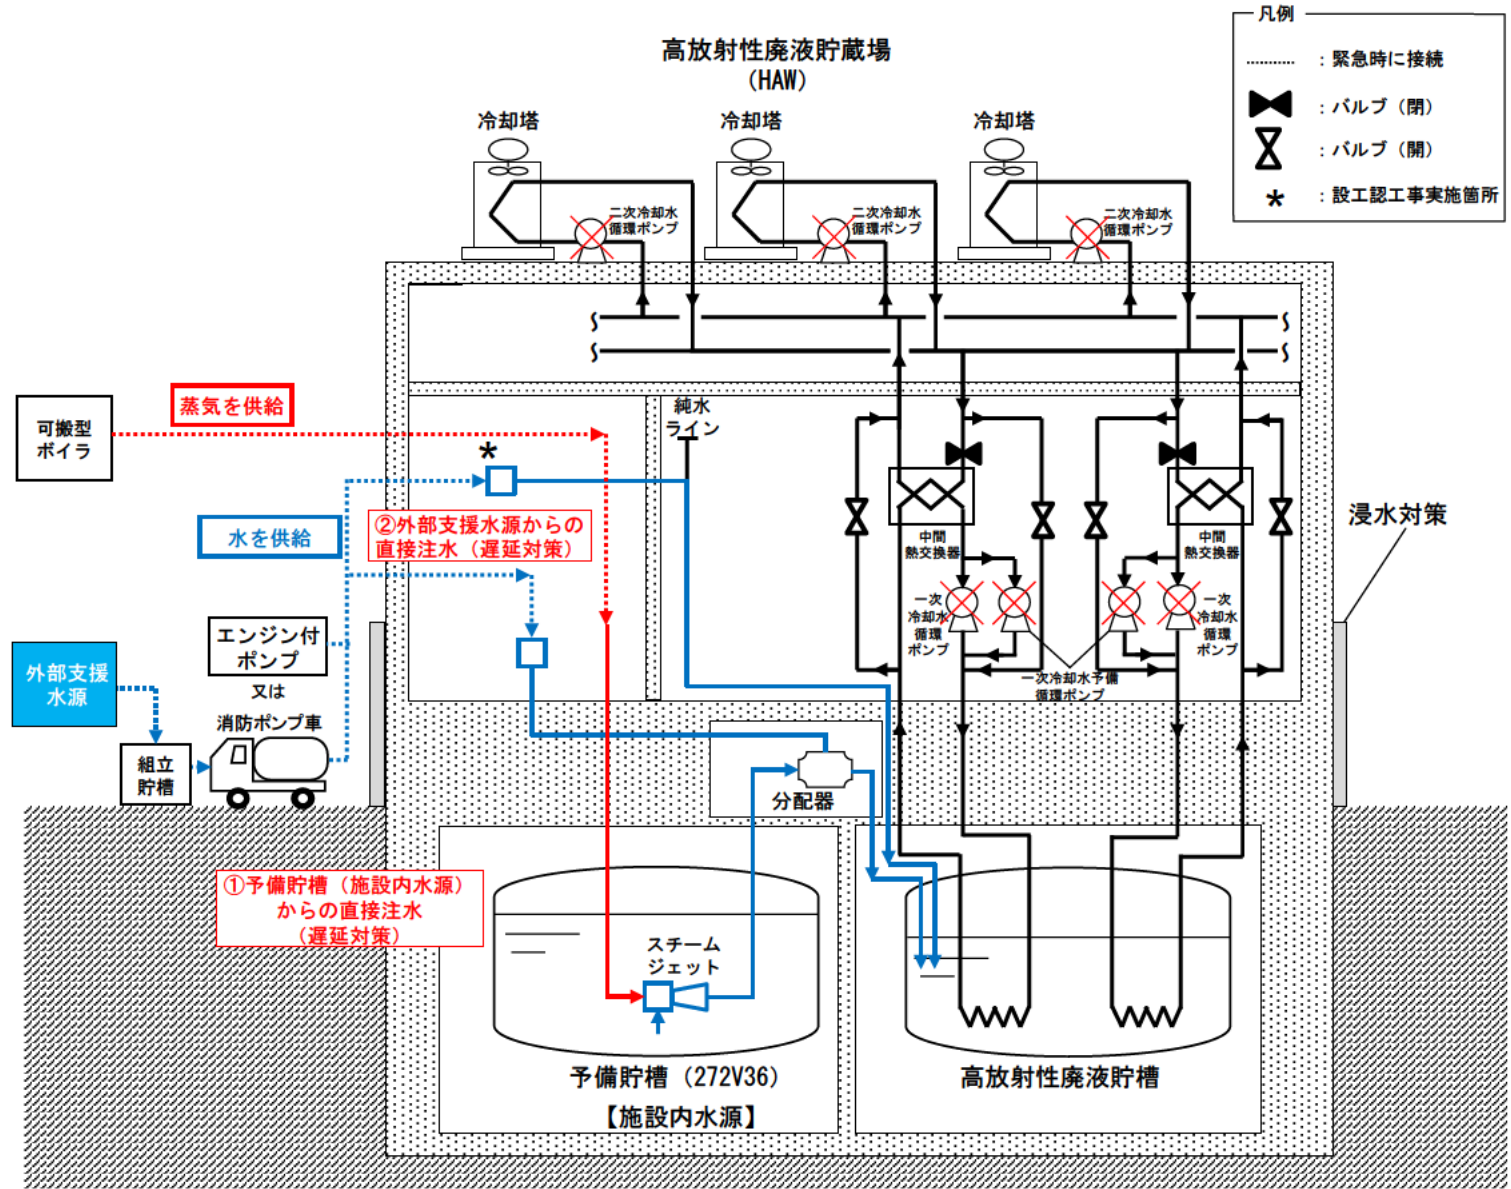 高放射性廃液貯蔵場
（HAW）
凡例
：緊急時に接続
：バルブ（閉）
：バルブ（開）
*
：設工認工事実施箇所
冷却塔
冷却塔
冷却塔
二次冷却水
循環ポンプ
二次冷却水
循環ポンプ
二次冷却水
循環ポンプ
可搬型
ボイラ
蒸気を供給
純水
ライン
*
水を供給
②外部支援水源からの
直接注水（遅延対策）
中間
熱交換器
中間
熱交換器
浸水対策
一次
冷却水
循環
ポンプ
一次
冷却水
循環
ポンプ
一次冷却水予備
循環ポンプ
エンジン付
ポンプ
又は
消防ポンプ車
外部支援
水源
組立
貯槽
分配器
①予備貯槽（施設内水源）
からの直接注水
（遅延対策）
スチーム
ジェット
予備貯槽（272V36）
【施設内水源】
高放射性廃液貯槽